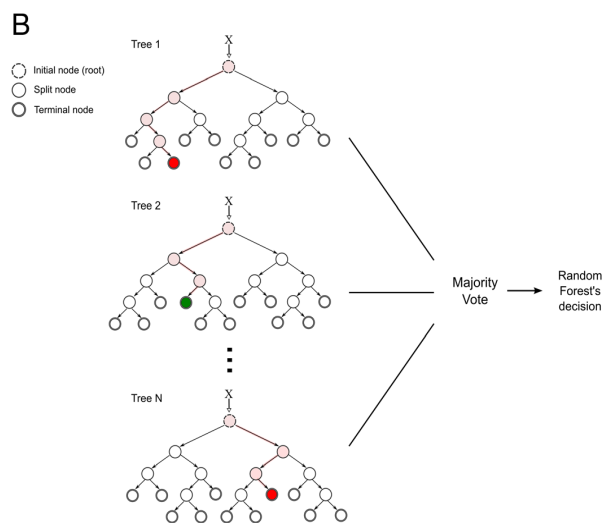 B
Tree 1
X
Initial node (root)
Split node
Terminal node
Tree 2
X
Majority
Vote
Random
Forest's
decision
Tree N
X